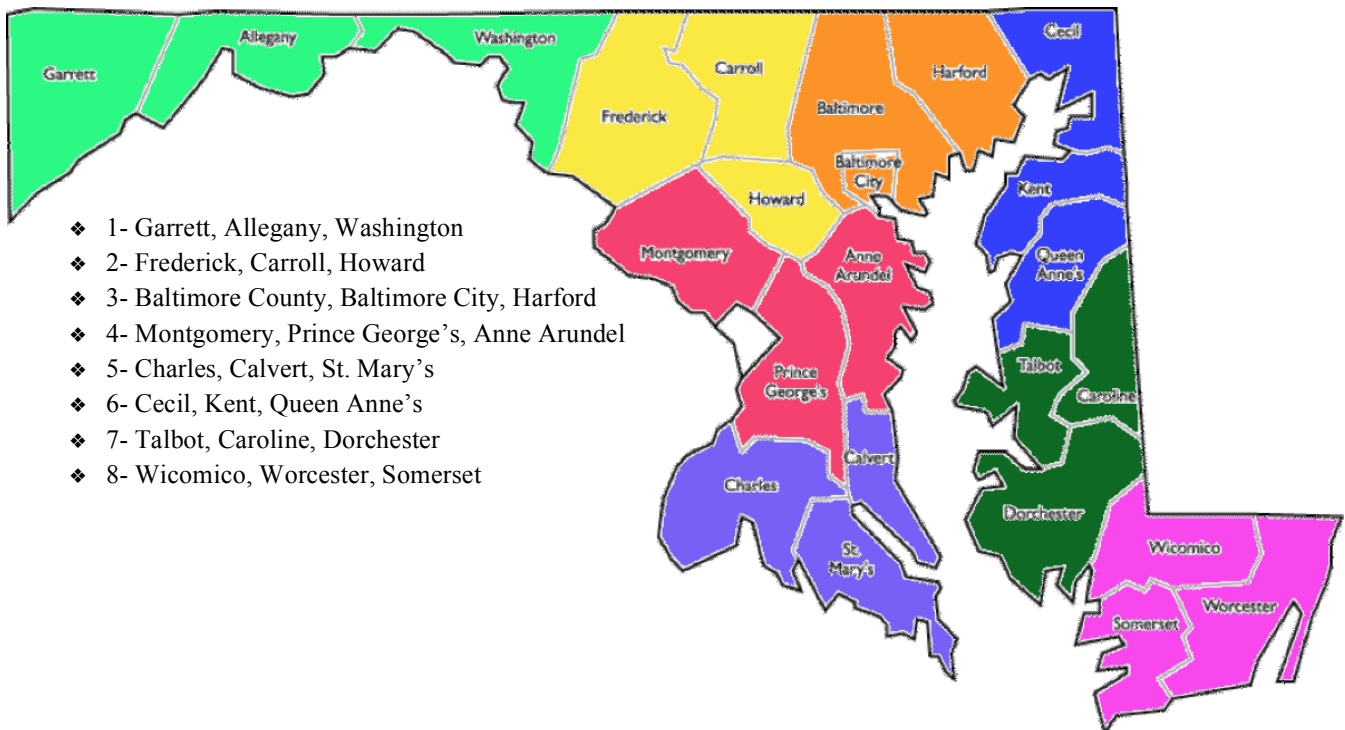 Garrett
Allegany
Washington
Frederick
Carroll
Baltimore
Harford
Cecil
Baltimore
City
Howard
Kent
Montgomery
Anne
Arundel
Queen
Anne's
Prince
George's
Talbot
Caroline
Calvert
Charles
Dorchester
St.
Mary's
Wicomico
Worcester
Somerset
❖ 1- Garrett, Allegany, Washington
❖ 2- Frederick, Carroll, Howard
❖ 3- Baltimore County, Baltimore City, Harford
❖ 4- Montgomery, Prince George’s, Anne Arundel
❖ 5- Charles, Calvert, St. Mary’s
❖ 6- Cecil, Kent, Queen Anne’s
❖ 7- Talbot, Caroline, Dorchester
❖ 8- Wicomico, Worcester, Somerset